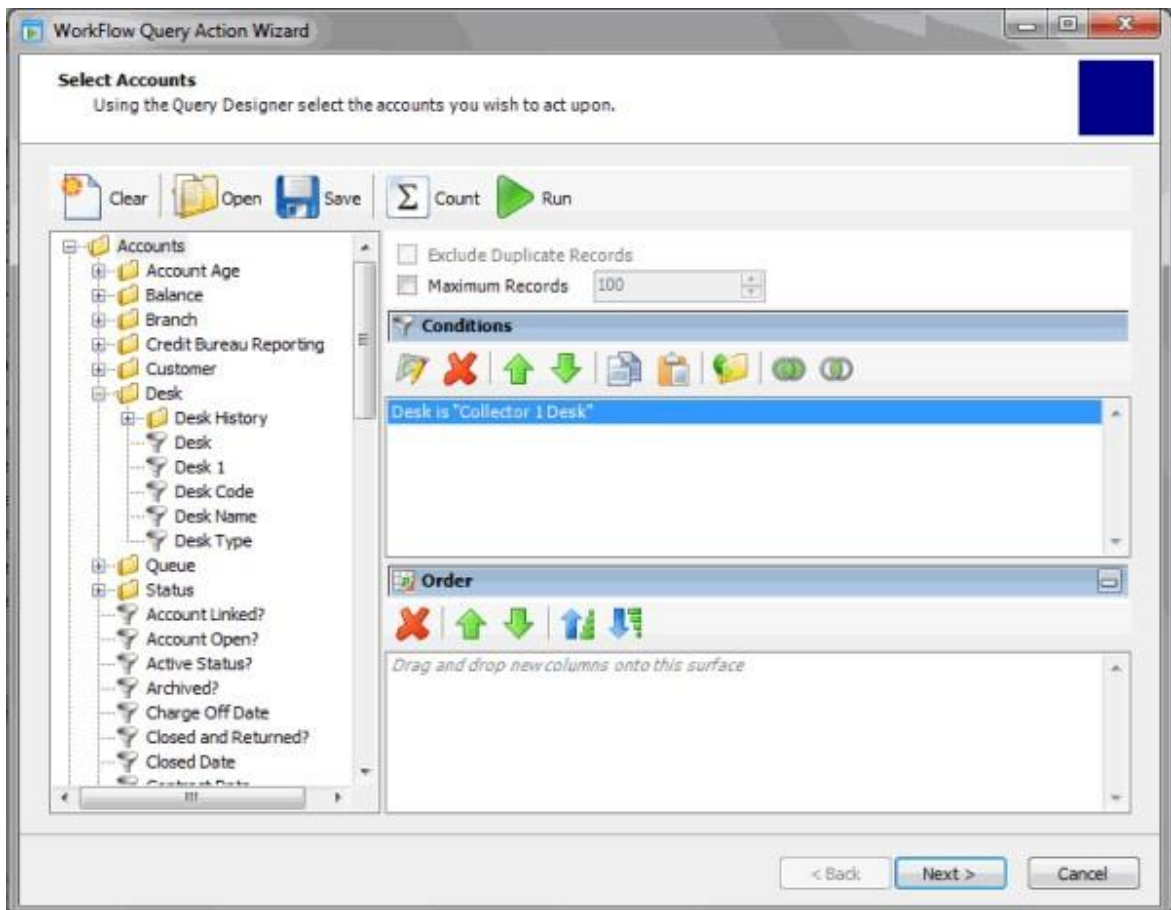 WorkFlow Query Action Wizard
Select Accounts
Using the Query Designer select the accounts you wish to act upon.
Clear Open Save Σ Count Run
Accounts
Account Age
Balance
Branch
Credit Bureau Reporting
Customer
Desk
Desk History
Desk
Desk 1
Desk Code
Desk Name
Desk Type
Queue
Status
Account Linked?
Account Open?
Active Status?
Archived?
Charge Off Date
Closed and Returned?
Closed Date
Contract Date
Exclude Duplicate Records
Maximum Records 100
Conditions
Desk is "Collector 1 Desk"
Order
Drag and drop new columns onto this surface
< Back Next > Cancel